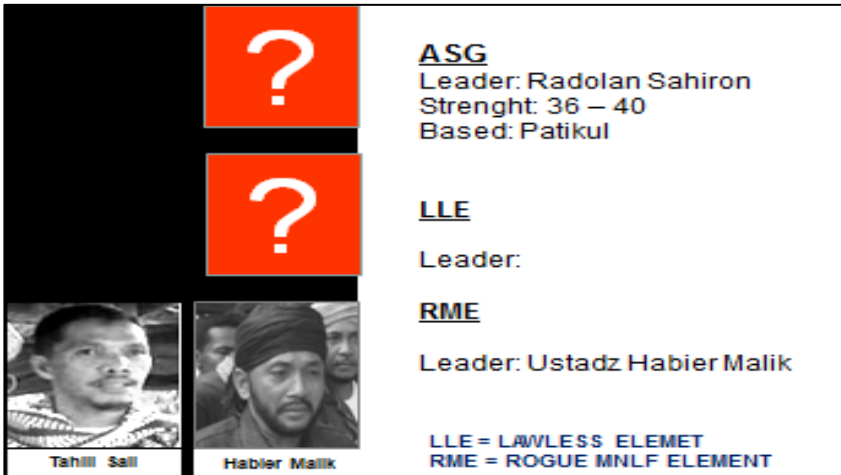 ?
ASG
Leader: Radolan Sahiron
Strenght: 36 – 40
Based: Patikul
?
LLE
Leader:
RME
Leader: Ustadz Habier Malik
LLE = LAWLESS ELEMET
RME = ROGUE MNLF ELEMENT
Tahill Sali
Habier Malik